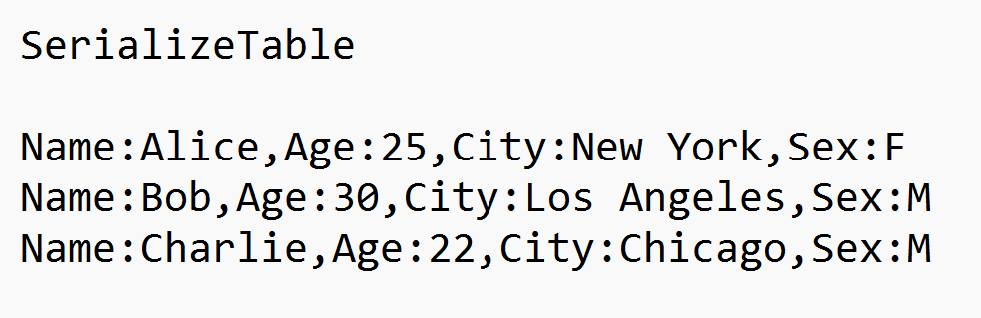 SerializeTable
Name:Alice,Age:25,City:New York,Sex:F
Name:Bob,Age:30,City:Los Angeles,Sex:M
Name:Charlie,Age:22,City:Chicago,Sex:M